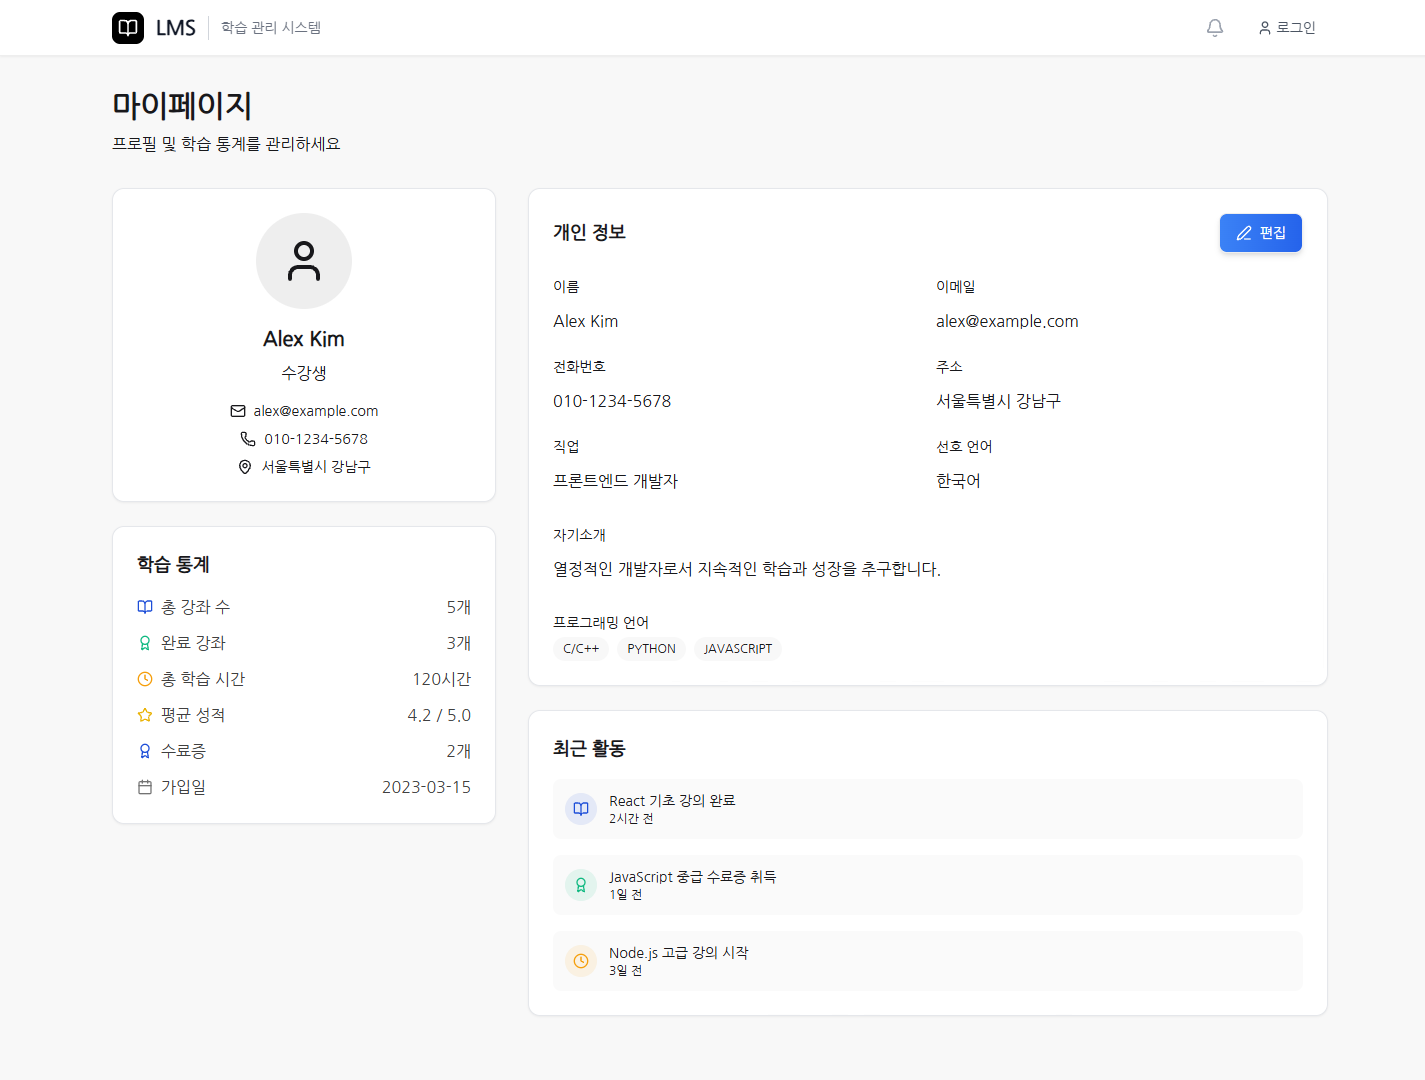 LMS
학습 관리 시스템
로그인
마이페이지
프로필 및 학습 통계를 관리하세요
Alex Kim
수강생
alex@example.com
010-1234-5678
서울특별시 강남구
학습 통계
총 강좌 수 5개
완료 강좌 3개
총 학습 시간 120시간
평균 성적 4.2 / 5.0
수료증 2개
가입일 2023-03-15
개인 정보
편집
이름
Alex Kim
이메일
alex@example.com
전화번호
010-1234-5678
주소
서울특별시 강남구
직업
프론트엔드 개발자
선호 언어
한국어
자기소개
열정적인 개발자로서 지속적인 학습과 성장을 추구합니다.
프로그래밍 언어
C/C++ PYTHON JAVASCRIPT
최근 활동
React 기초 강의 완료
2시간 전
JavaScript 중급 수료증 취득
1일 전
Node.js 고급 강의 시작
3일 전